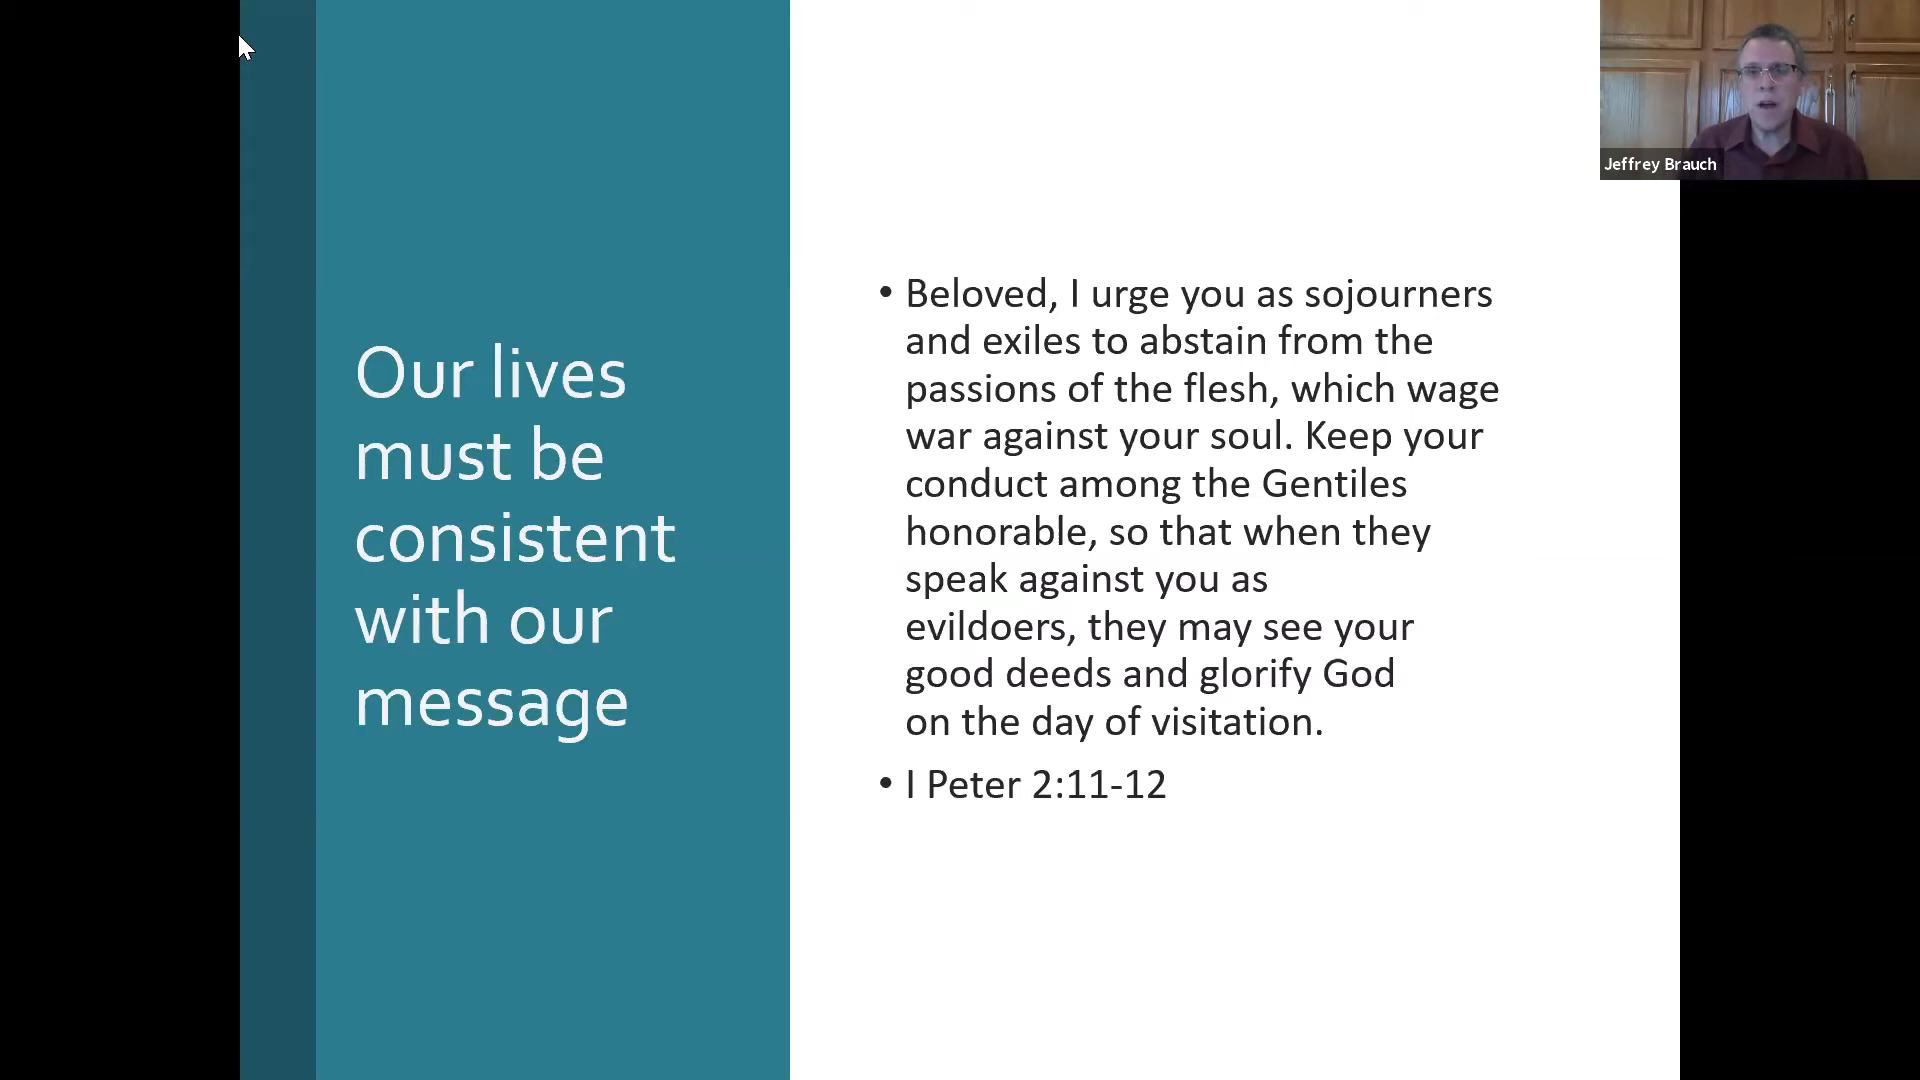 Our lives
must be
consistent
with our
message
• Beloved, I urge you as sojourners
and exiles to abstain from the
passions of the flesh, which wage
war against your soul. Keep your
conduct among the Gentiles
honorable, so that when they
speak against you as
evildoers, they may see your
good deeds and glorify God
on the day of visitation.
• I Peter 2:11-12
Jeffrey Brauch